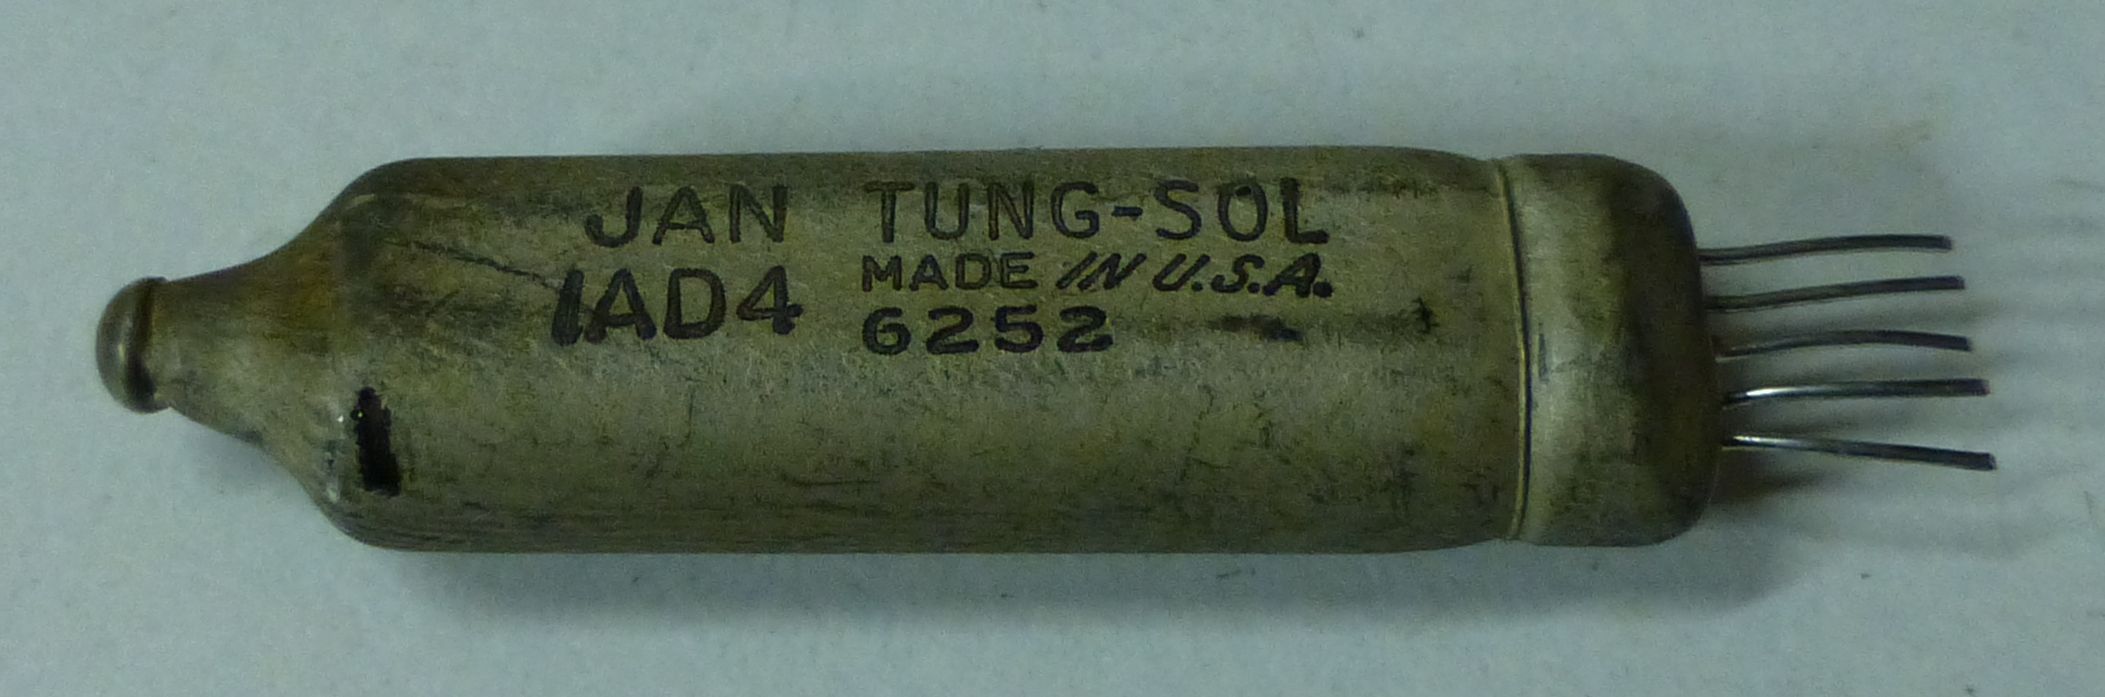 JAN TUNG-SOL
1AD4 MADE IN U.S.A.
6252